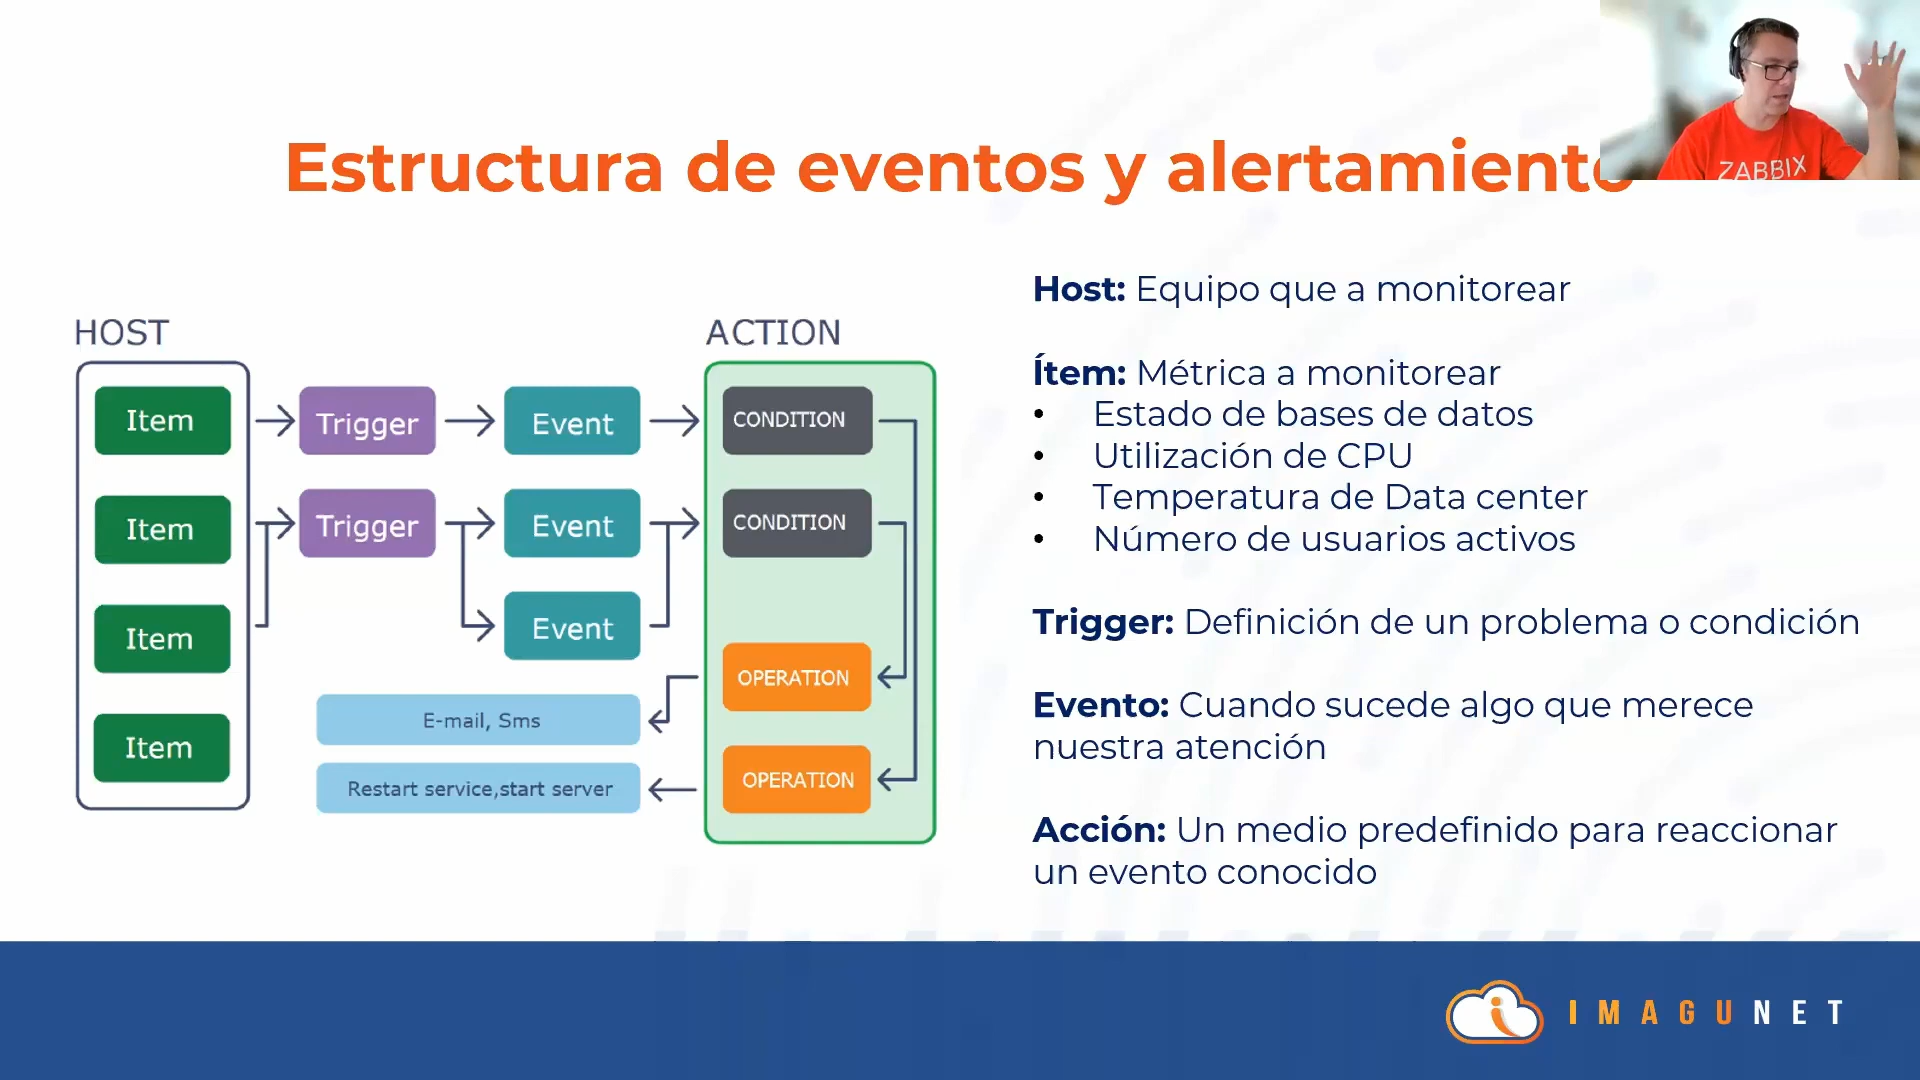 Estructura de eventos y alertamiento
ZABBIX
HOST
Item
Item
Item
Item
Trigger
Trigger
Event
Event
Event
ACTION
CONDITION
CONDITION
OPERATION
OPERATION
E-mail, Sms
Restart service,start server
Host: Equipo que a monitorear
Ítem: Métrica a monitorear
• Estado de bases de datos
• Utilización de CPU
• Temperatura de Data center
• Número de usuarios activos
Trigger: Definición de un problema o condición
Evento: Cuando sucede algo que merece
nuestra atención
Acción: Un medio predefinido para reaccionar
un evento conocido
IMAGUNET